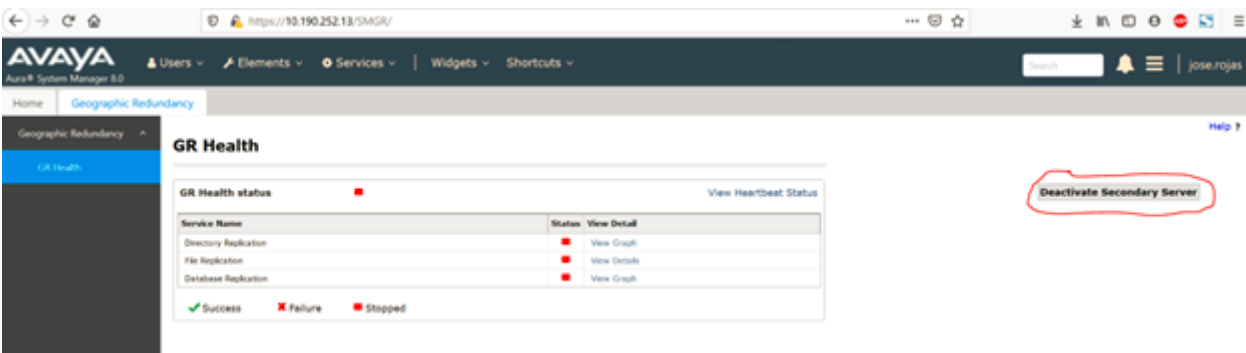 https://10.190.252.13/SMGR/
AVAYA
Aura® System Manager 8.0
Users Elements Services | Widgets Shortcuts
Search
jose.rojas
Home Geographic Redundancy
Geographic Redundancy
GR Health
Help ?
GR Health
GR Health status View Heartbeat Status
Deactivate Secondary Server
Service Name Status View Detail
Directory Replication View Graph
File Replication View Details
Database Replication View Graph
Success Failure Stopped